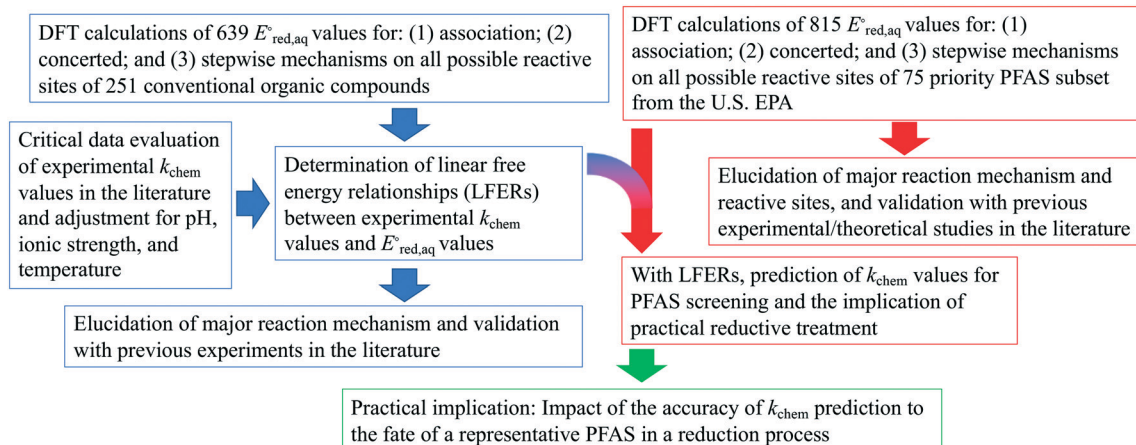 DFT calculations of 639 E°red,aq values for: (1) association; (2)
concerted; and (3) stepwise mechanisms on all possible reactive
sites of 251 conventional organic compounds
DFT calculations of 815 E°red,aq values for: (1)
association; (2) concerted; and (3) stepwise mechanisms
on all possible reactive sites of 75 priority PFAS subset
from the U.S. EPA
Critical data evaluation
of experimental kchem
values in the literature
and adjustment for pH,
ionic strength, and
temperature
Determination of linear free
energy relationships (LFERs)
between experimental kchem
values and E°red,aq values
Elucidation of major reaction mechanism and
reactive sites, and validation with previous
experimental/theoretical studies in the literature
With LFERs, prediction of kchem values for
PFAS screening and the implication of
practical reductive treatment
Elucidation of major reaction mechanism and validation
with previous experiments in the literature
Practical implication: Impact of the accuracy of kchem prediction to
the fate of a representative PFAS in a reduction process